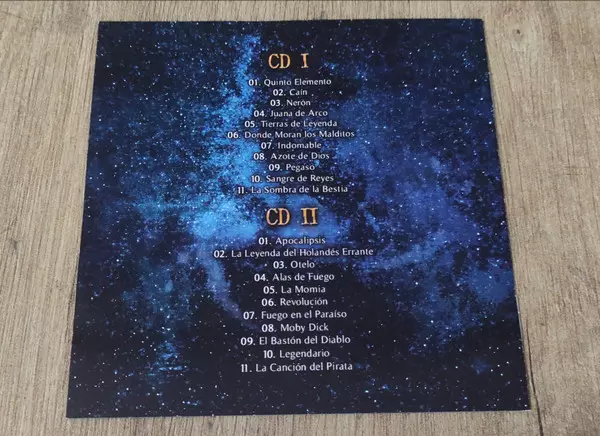 CD I
01. Quinto Elemento
02. Caín
03. Nerón
04. Juana de Arco
05. Tierras de Leyenda
06. Donde Moran los Malditos
07. Indomable
08. Azote de Dios
09. Pegaso
10. Sangre de Reyes
11. La Sombra de la Bestia
CD II
01. Apocalipsis
02. La Leyenda del Holandés Errante
03. Otelo
04. Alas de Fuego
05. La Momia
06. Revolución
07. Fuego en el Paraíso
08. Moby Dick
09. El Bastón del Diablo
10. Legendario
11. La Canción del Pirata